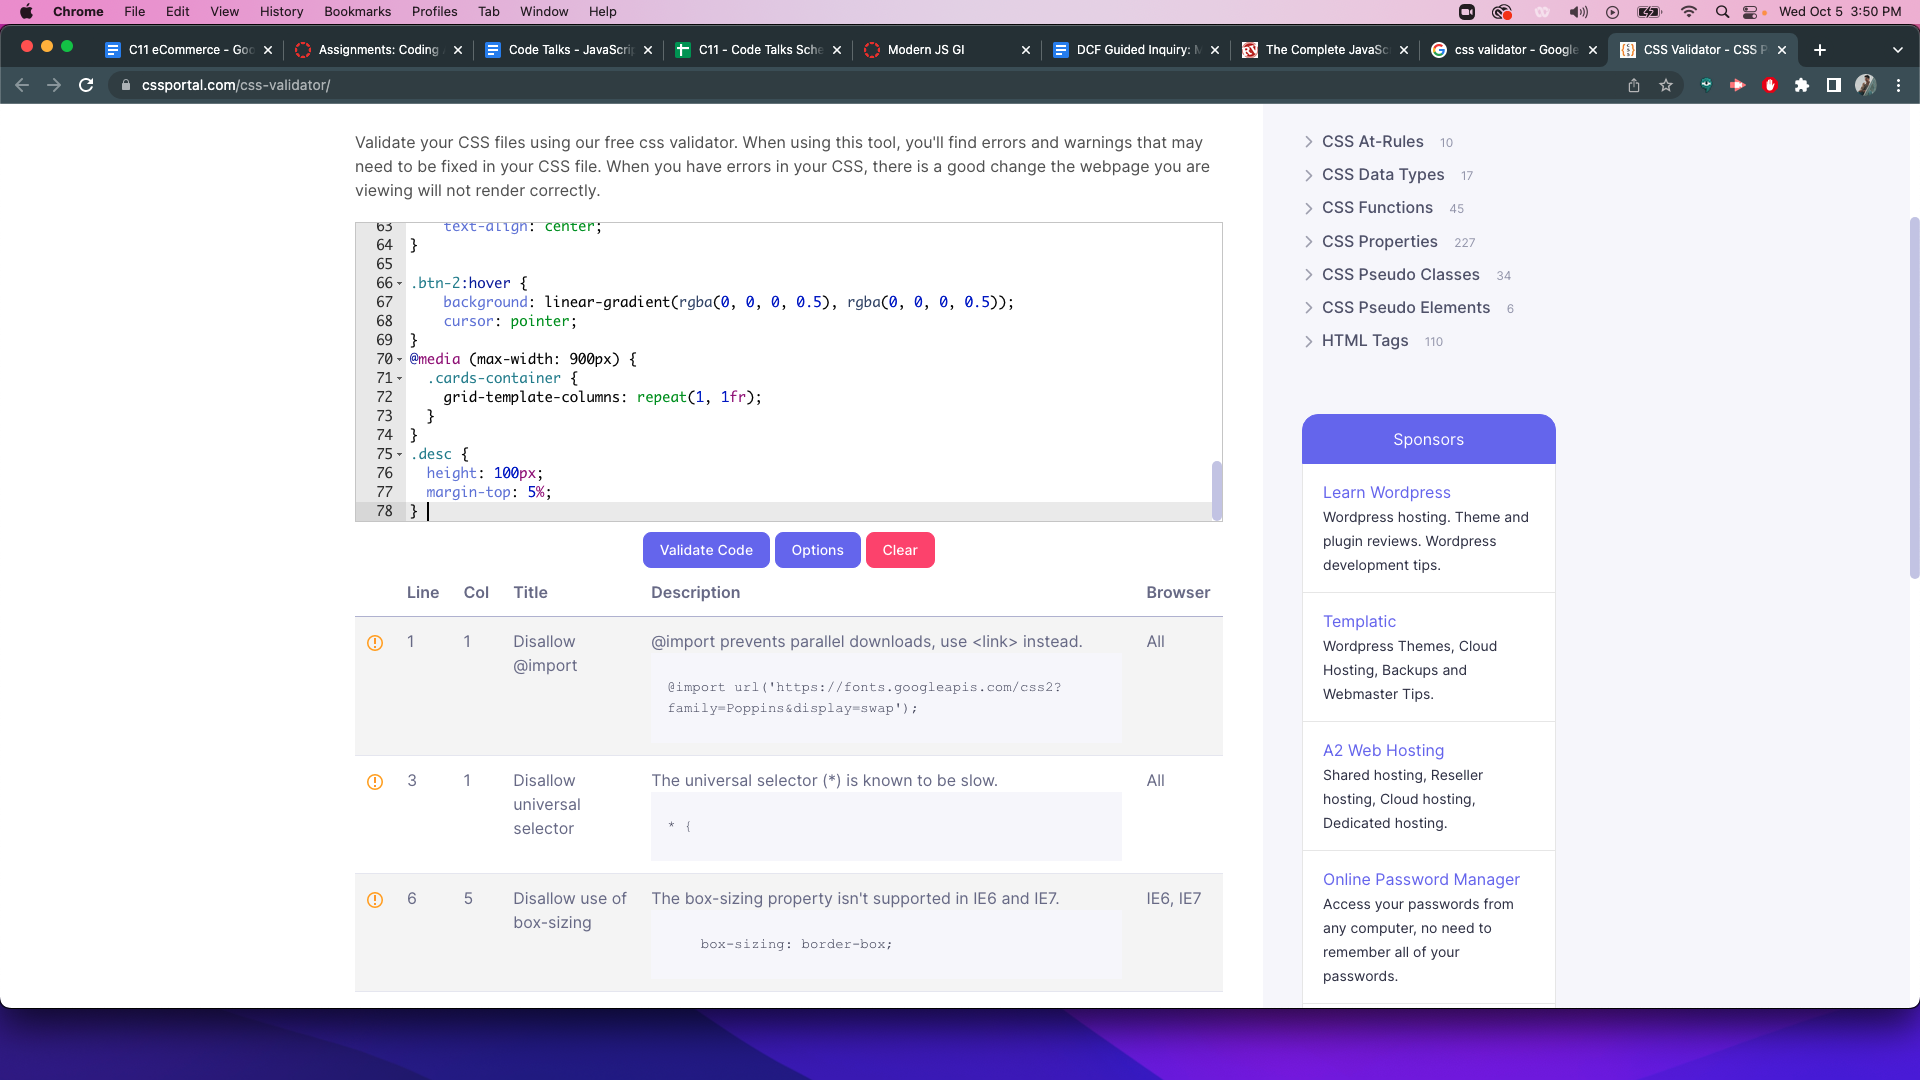 Chrome File Edit View History Bookmarks Profiles Tab Window Help Wed Oct 5 3:50 PM
C11 eCommerce - Goo Assignments: Coding Code Talks - JavaScrip C11 - Code Talks Sche Modern JS GI DCF Guided Inquiry: M The Complete JavaSc css validator - Google CSS Validator - CSS P
cssportal.com/css-validator/
Validate your CSS files using our free css validator. When using this tool, you'll find errors and warnings that may
need to be fixed in your CSS file. When you have errors in your CSS, there is a good change the webpage you are
viewing will not render correctly.
63 text-align: center;
64 }
65
66 .btn-2:hover {
67 background: linear-gradient(rgba(0, 0, 0, 0.5), rgba(0, 0, 0, 0.5));
68 cursor: pointer;
69 }
70 @media (max-width: 900px) {
71 .cards-container {
72 grid-template-columns: repeat(1, 1fr);
73 }
74 }
75 .desc {
76 height: 100px;
77 margin-top: 5%;
78 }
Validate Code Options Clear
Line Col Title Description Browser
1 1 Disallow @import prevents parallel downloads, use <link> instead. All
@import
@import url('https://fonts.googleapis.com/css2?
family=Poppins&display=swap');
3 1 Disallow The universal selector (*) is known to be slow. All
universal
selector
* {
6 5 Disallow use of The box-sizing property isn't supported in IE6 and IE7. IE6, IE7
box-sizing
box-sizing: border-box;
CSS At-Rules 10
CSS Data Types 17
CSS Functions 45
CSS Properties 227
CSS Pseudo Classes 34
CSS Pseudo Elements 6
HTML Tags 110
Sponsors
Learn Wordpress
Wordpress hosting. Theme and
plugin reviews. Wordpress
development tips.
Templatic
Wordpress Themes, Cloud
Hosting, Backups and
Webmaster Tips.
A2 Web Hosting
Shared hosting, Reseller
hosting, Cloud hosting,
Dedicated hosting.
Online Password Manager
Access your passwords from
any computer, no need to
remember all of your
passwords.